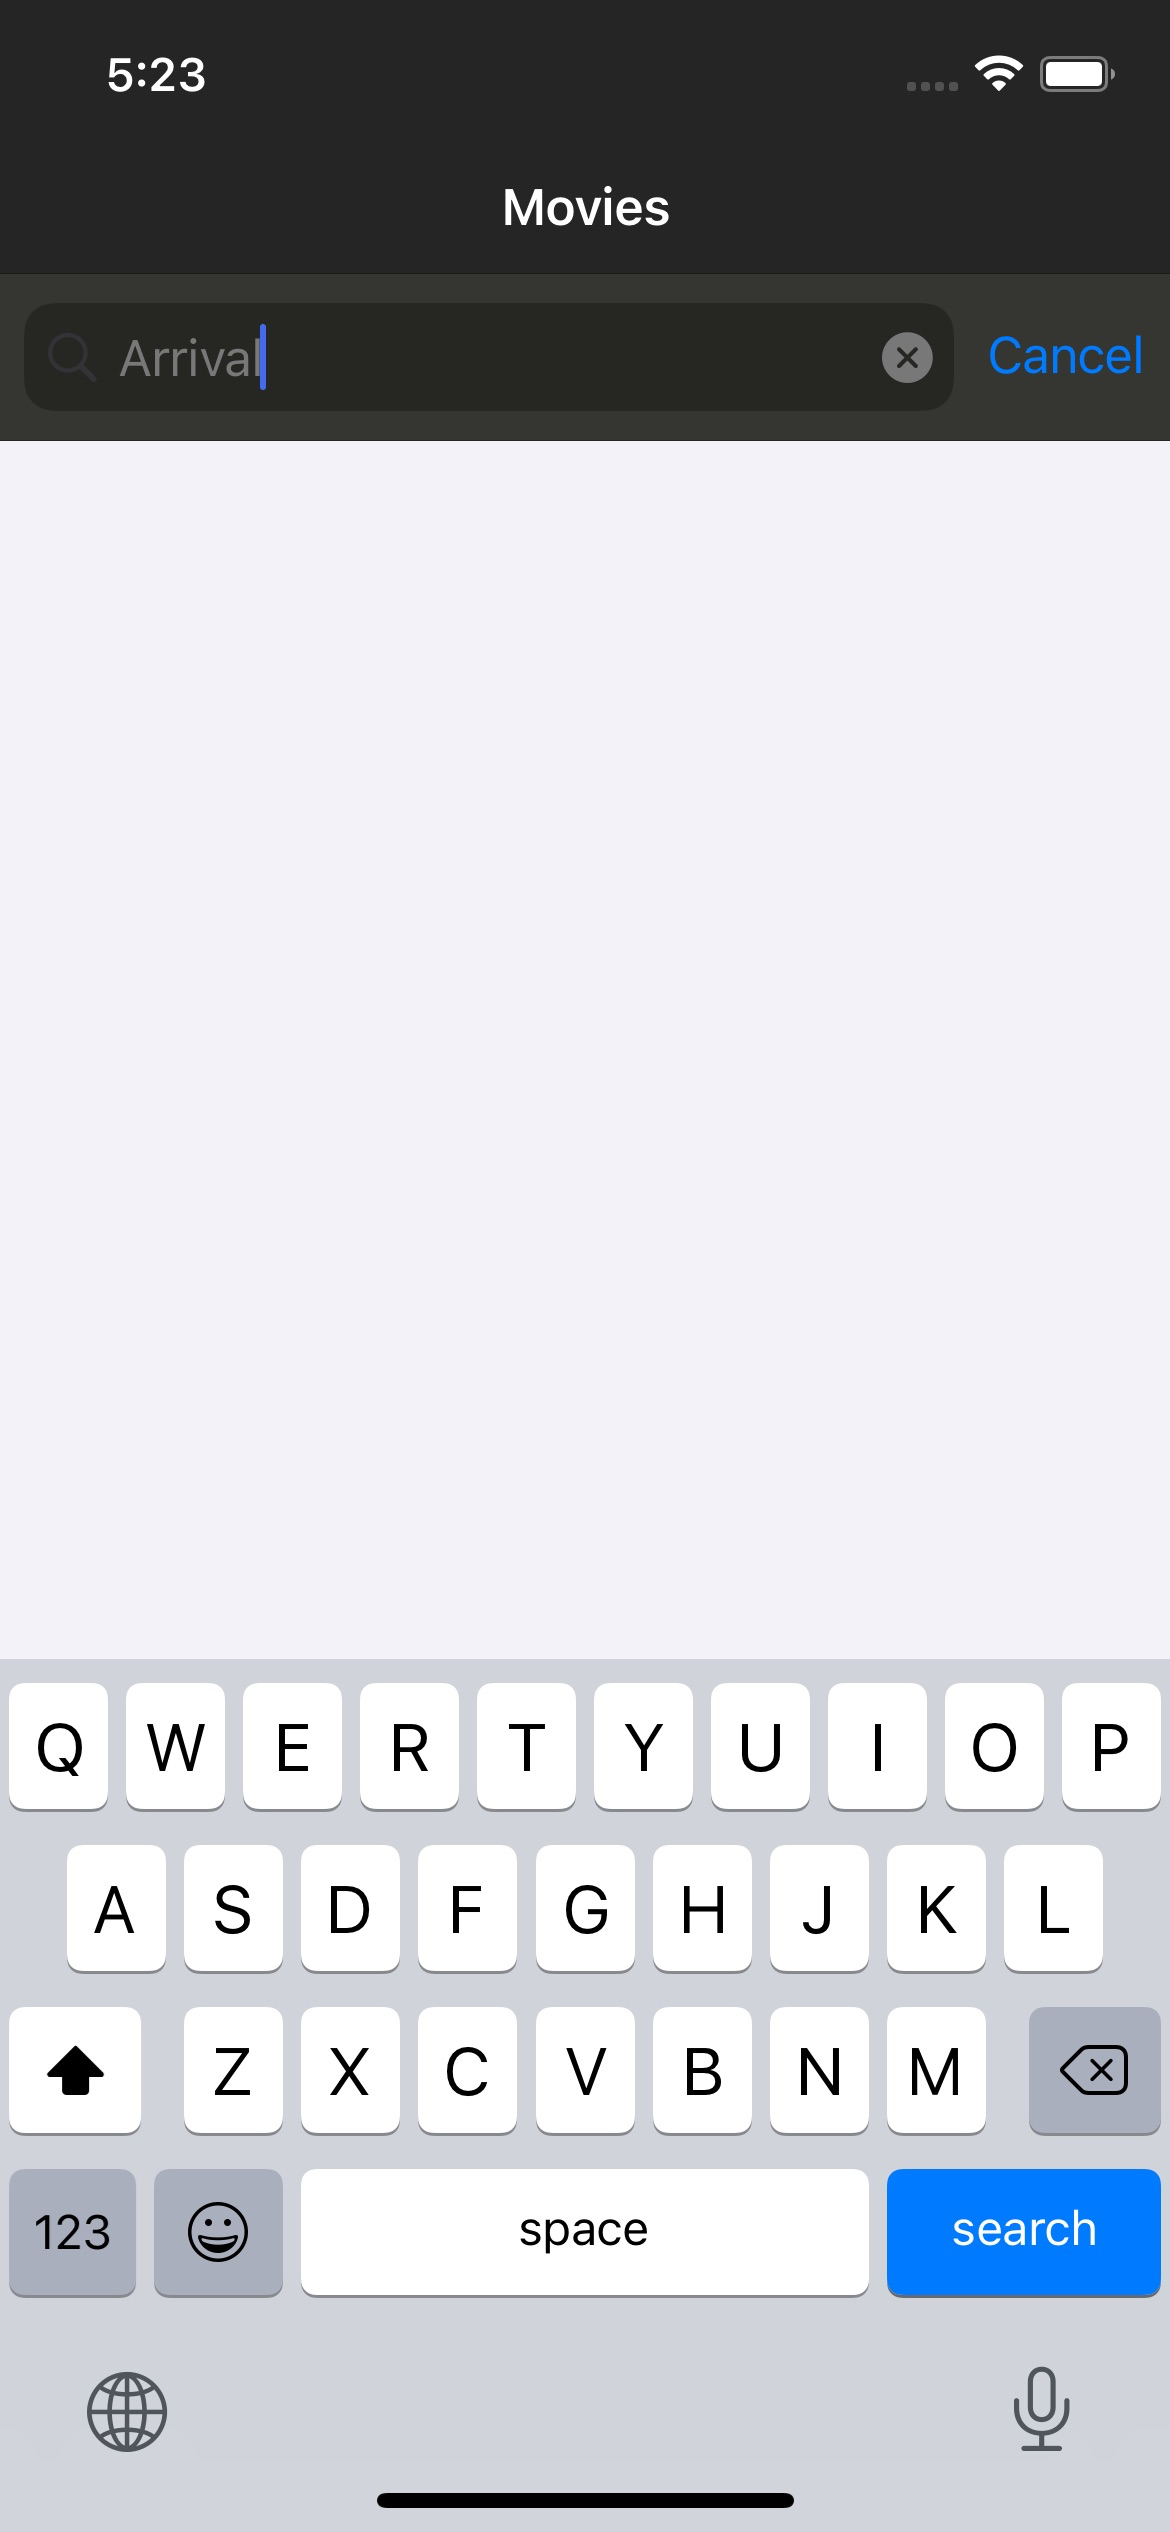 5:23
Movies
Arrival Cancel
Q W E R T Y U I O P
A S D F G H J K L
Z X C V B N M
123 space search